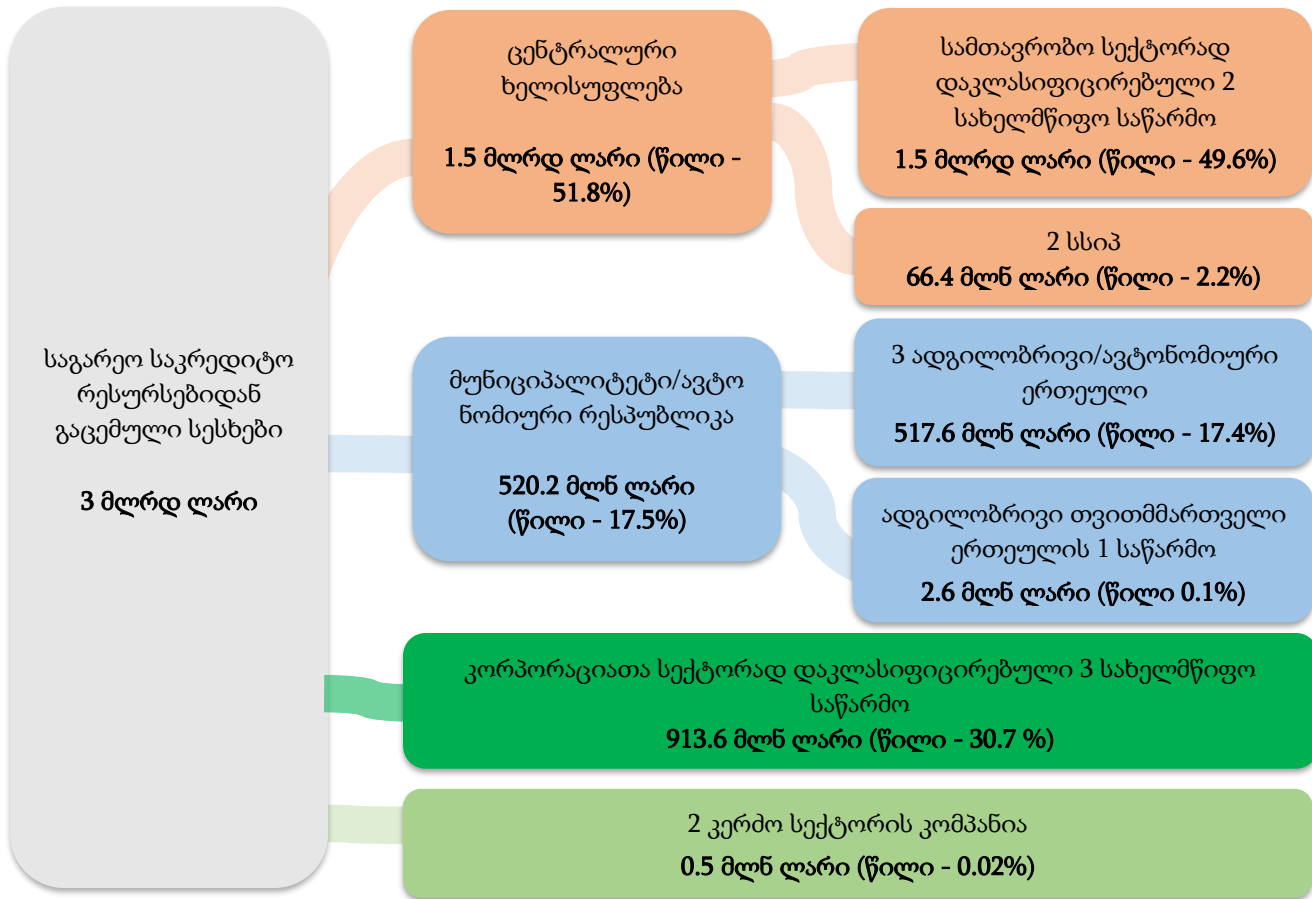 საგარეო საკრედიტო
რესურსებიდან
გაცემული სესხები
3 მლრდ ლარი
ცენტრალური
ხელისუფლება
1.5 მლრდ ლარი (წილი -
51.8%)
სამთავრობო სექტორად
დაკლასიფიცირებული 2
სახელმწიფო საწარმო
1.5 მლრდ ლარი (წილი - 49.6%)
2 სსიპ
66.4 მლნ ლარი (წილი - 2.2%)
მუნიციპალიტეტი/ავტო
ნომიური რესპუბლიკა
520.2 მლნ ლარი
(წილი - 17.5%)
3 ადგილობრივი/ავტონომიური
ერთეული
517.6 მლნ ლარი (წილი - 17.4%)
ადგილობრივი თვითმმართველი
ერთეულის 1 საწარმო
2.6 მლნ ლარი (წილი 0.1%)
კორპორაციათა სექტორად დაკლასიფიცირებული 3 სახელმწიფო
საწარმო
913.6 მლნ ლარი (წილი - 30.7 %)
2 კერძო სექტორის კომპანია
0.5 მლნ ლარი (წილი - 0.02%)